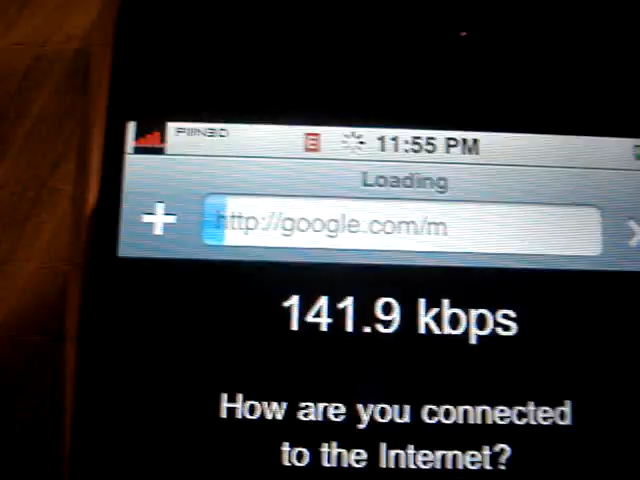 E 11:55 PM
Loading
http://google.com/m
141.9 kbps
How are you connected
to the Internet?